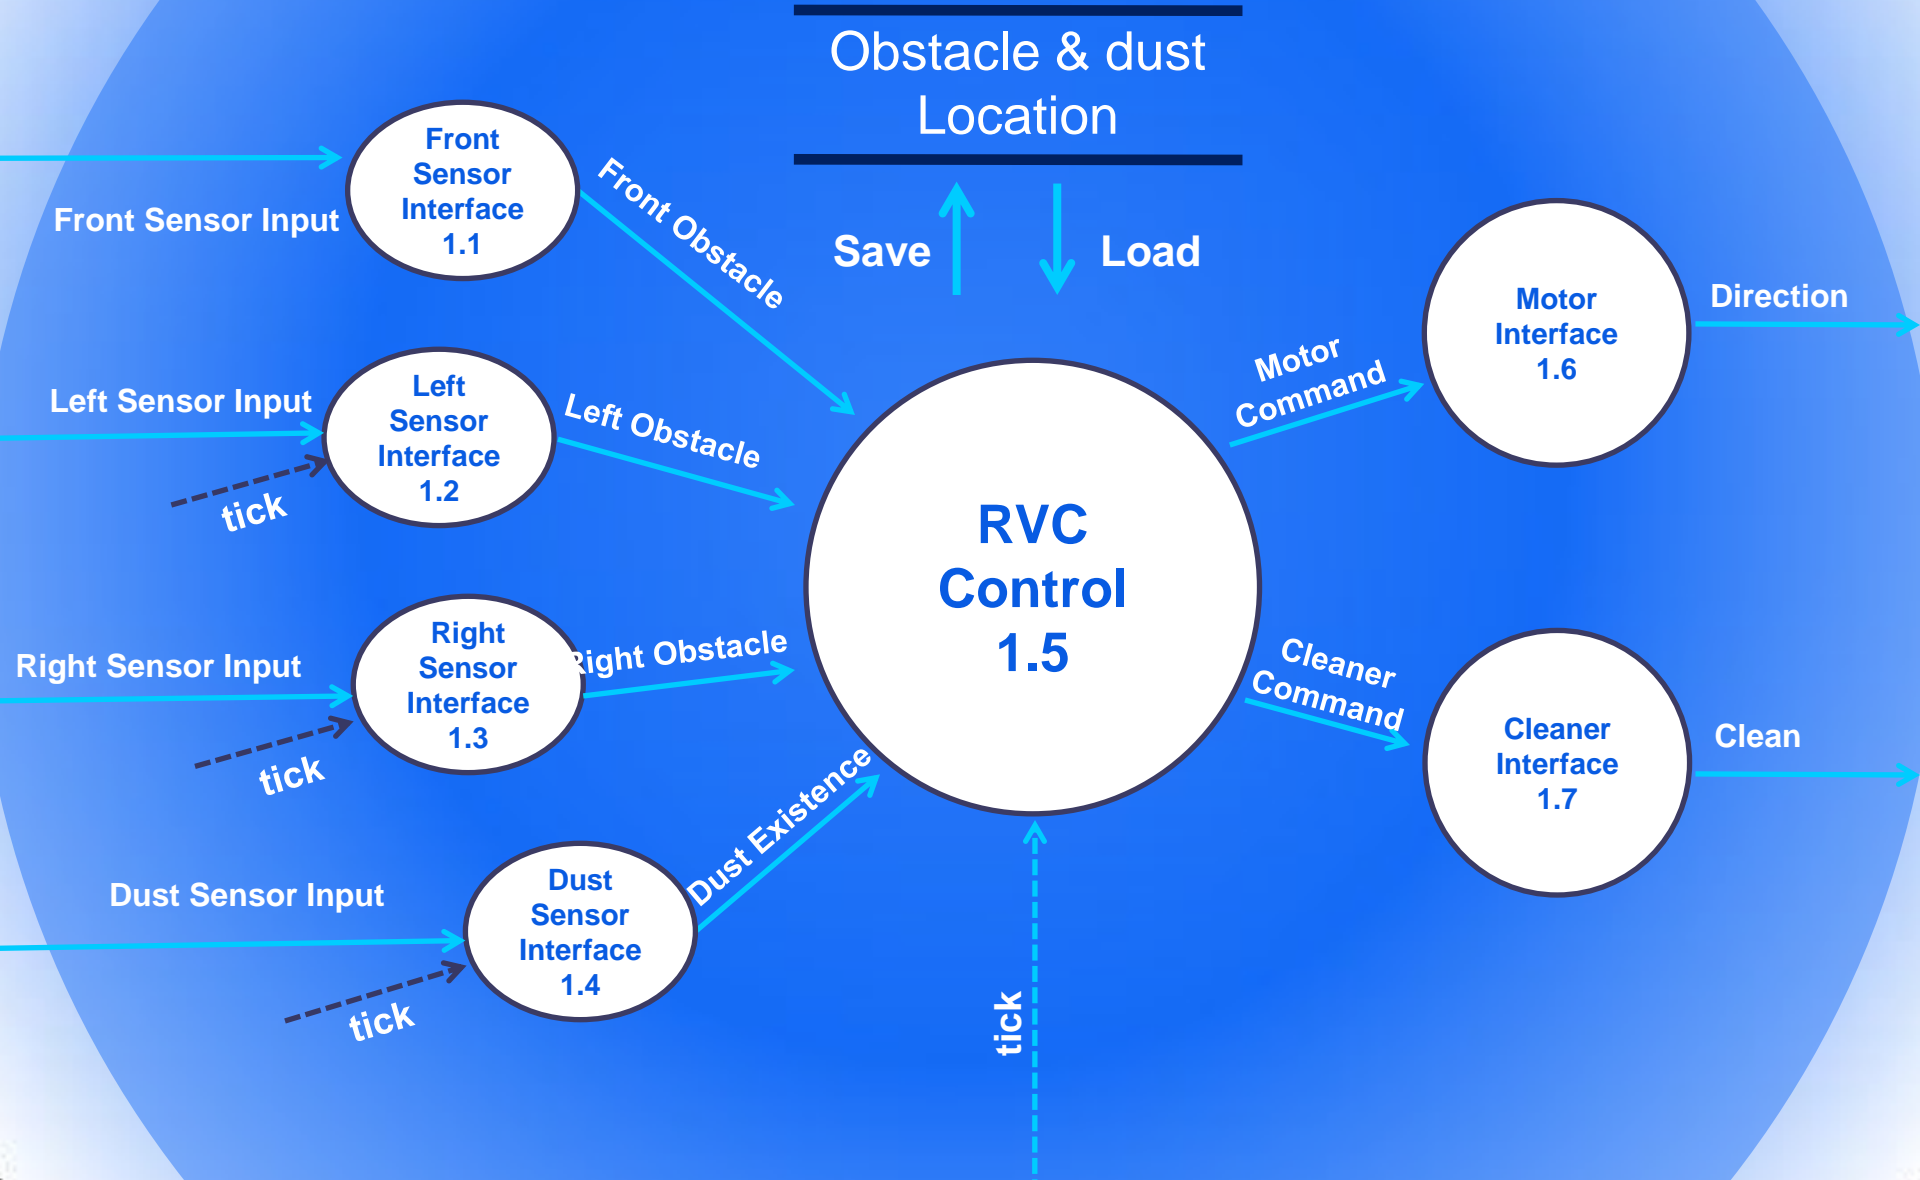 Obstacle & dust
Location
Save
Load
Front Sensor Input
Front
Sensor
Interface
1.1
Front Obstacle
Left Sensor Input
tick
Left
Sensor
Interface
1.2
Left Obstacle
Right Sensor Input
tick
Right
Sensor
Interface
1.3
Right Obstacle
Dust Sensor Input
tick
Dust
Sensor
Interface
1.4
Dust Existence
RVC
Control
1.5
tick
Motor
Command
Motor
Interface
1.6
Direction
Cleaner
Command
Cleaner
Interface
1.7
Clean